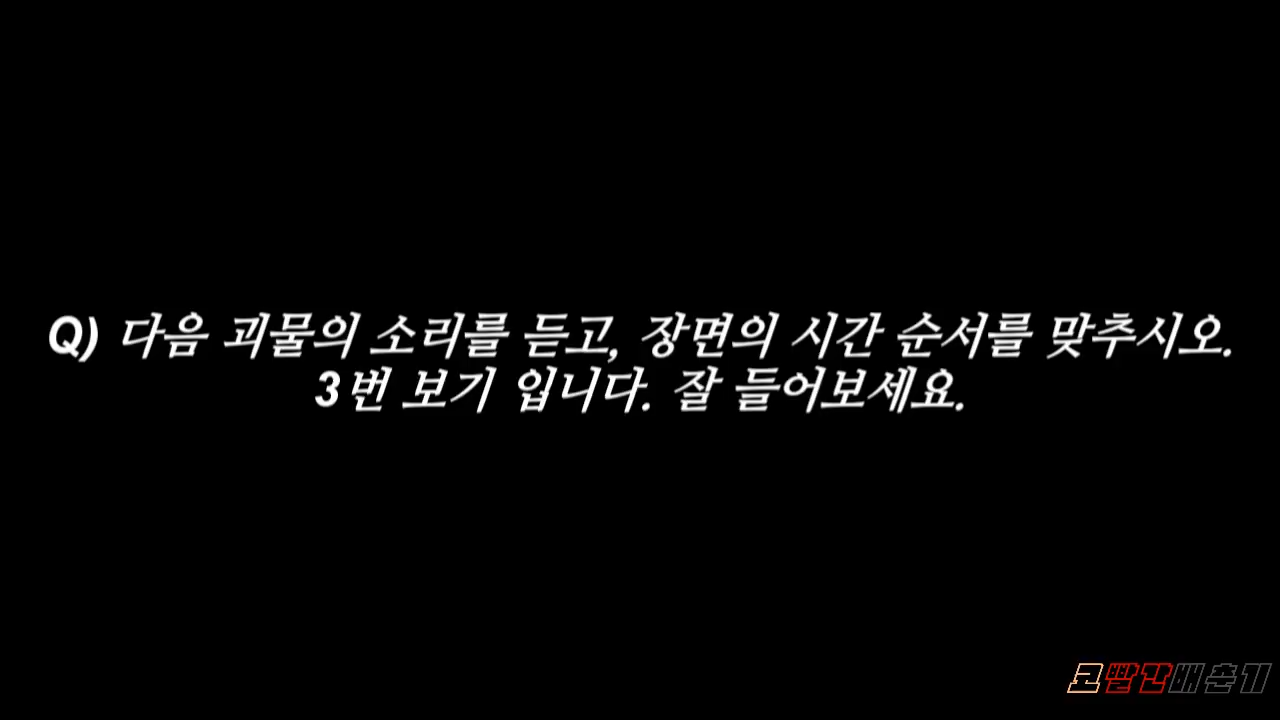 Q) 다음 괴물의 소리를 듣고, 장면의 시간 순서를 맞추시오.
3번 보기 입니다. 잘 들어보세요.
코빨간배춘기